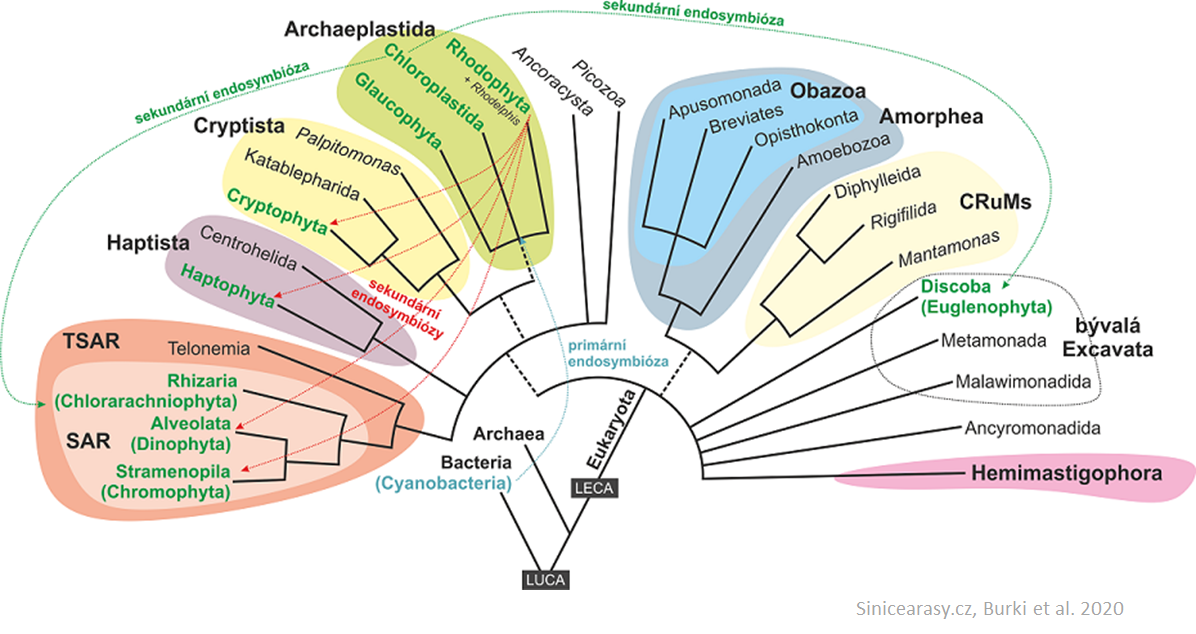 sekundární endosymbióza
Archaeplastida
Rhodophyta
+ Rhodelphis
Chloroplastida
Glaucophyta
Ancoracysta
Picozoa
sekundární endosymbióza
Cryptista
Palpitomonas
Katablepharida
Cryptophyta
Haptista
Centrohelida
Haptophyta
sekundární
endosymbiózy
TSAR
Telonemia
Rhizaria
(Chlorarachniophyta)
SAR
Alveolata
(Dinophyta)
Stramenopila
(Chromophyta)
Apusomonada
Obazoa
Breviates
Opisthokonta
Amorphea
Amoebozoa
Diphylleida
CRuMs
Rigifilida
Mantamonas
Discoba
(Euglenophyta)
bývalá
Excavata
Metamonada
Malawimonadida
Ancyromonadida
Hemimastigophora
primární
endosymbióza
Archaea
Bacteria
(Cyanobacteria)
Eukaryota
LECA
LUCA
Sinicearasy.cz, Burki et al. 2020